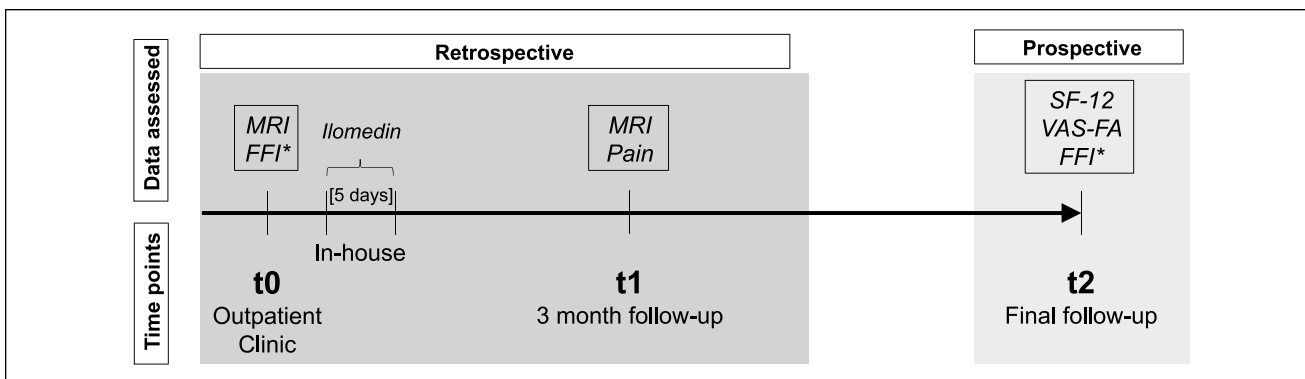 Data assessed
Time points
Retrospective
Prospective
MRI
FFI*
Ilomedin
[5 days]
In-house
MRI
Pain
SF-12
VAS-FA
FFI*
t0
Outpatient
Clinic
t1
3 month follow-up
t2
Final follow-up